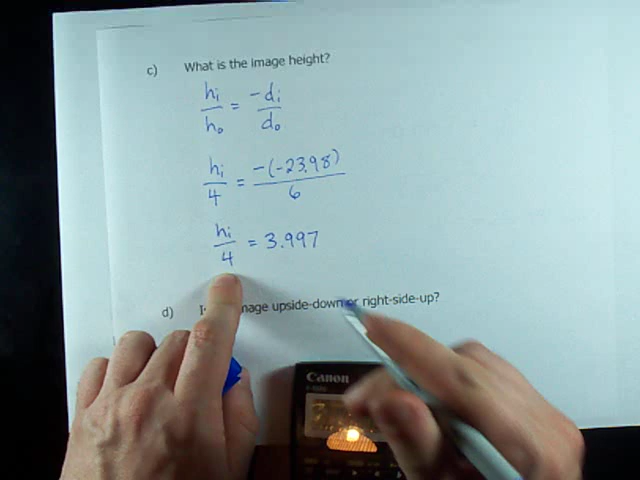 c) What is the image height?
hi/ho = -di/do
hi/4 = -(-23.98)/6
hi/4 = 3.997
d) image upside-down or right-side-up?
Canon